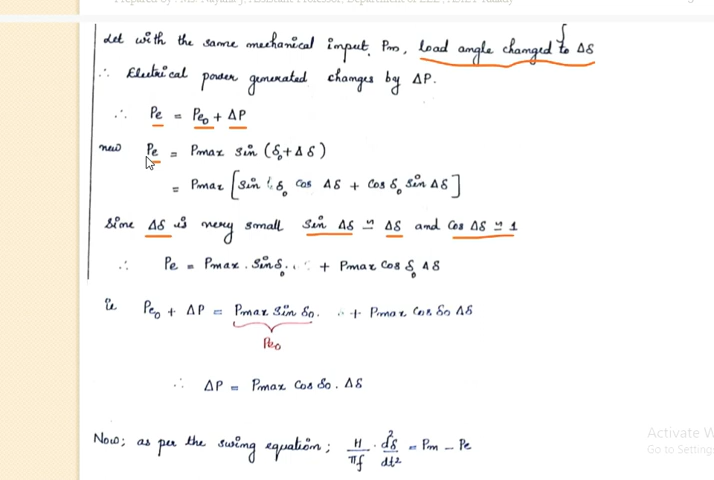 Let with the same mechanical input, Pmo, load angle changed to Δδ
∴ Electrical power generated changes by ΔP.
∴ Pe = Pe₀ + ΔP
new Pe = Pmax sin (δ₀ + Δδ)
= Pmax [sin δ₀ cos Δδ + cos δ₀ sin Δδ]
Since Δδ is very small sin Δδ ≃ Δδ and cos Δδ ≃ 1
∴ Pe = Pmax . sin δ₀ + Pmax cos δ₀ Δδ
ie Pe₀ + ΔP = Pmax sin δ₀ + Pmax cos δ₀ Δδ
Pe₀
∴ ΔP = Pmax cos δ₀ . Δδ
Now; as per the swing equation; H/πf · d²δ/dt² = Pm - Pe
Activate W
Go to Setting